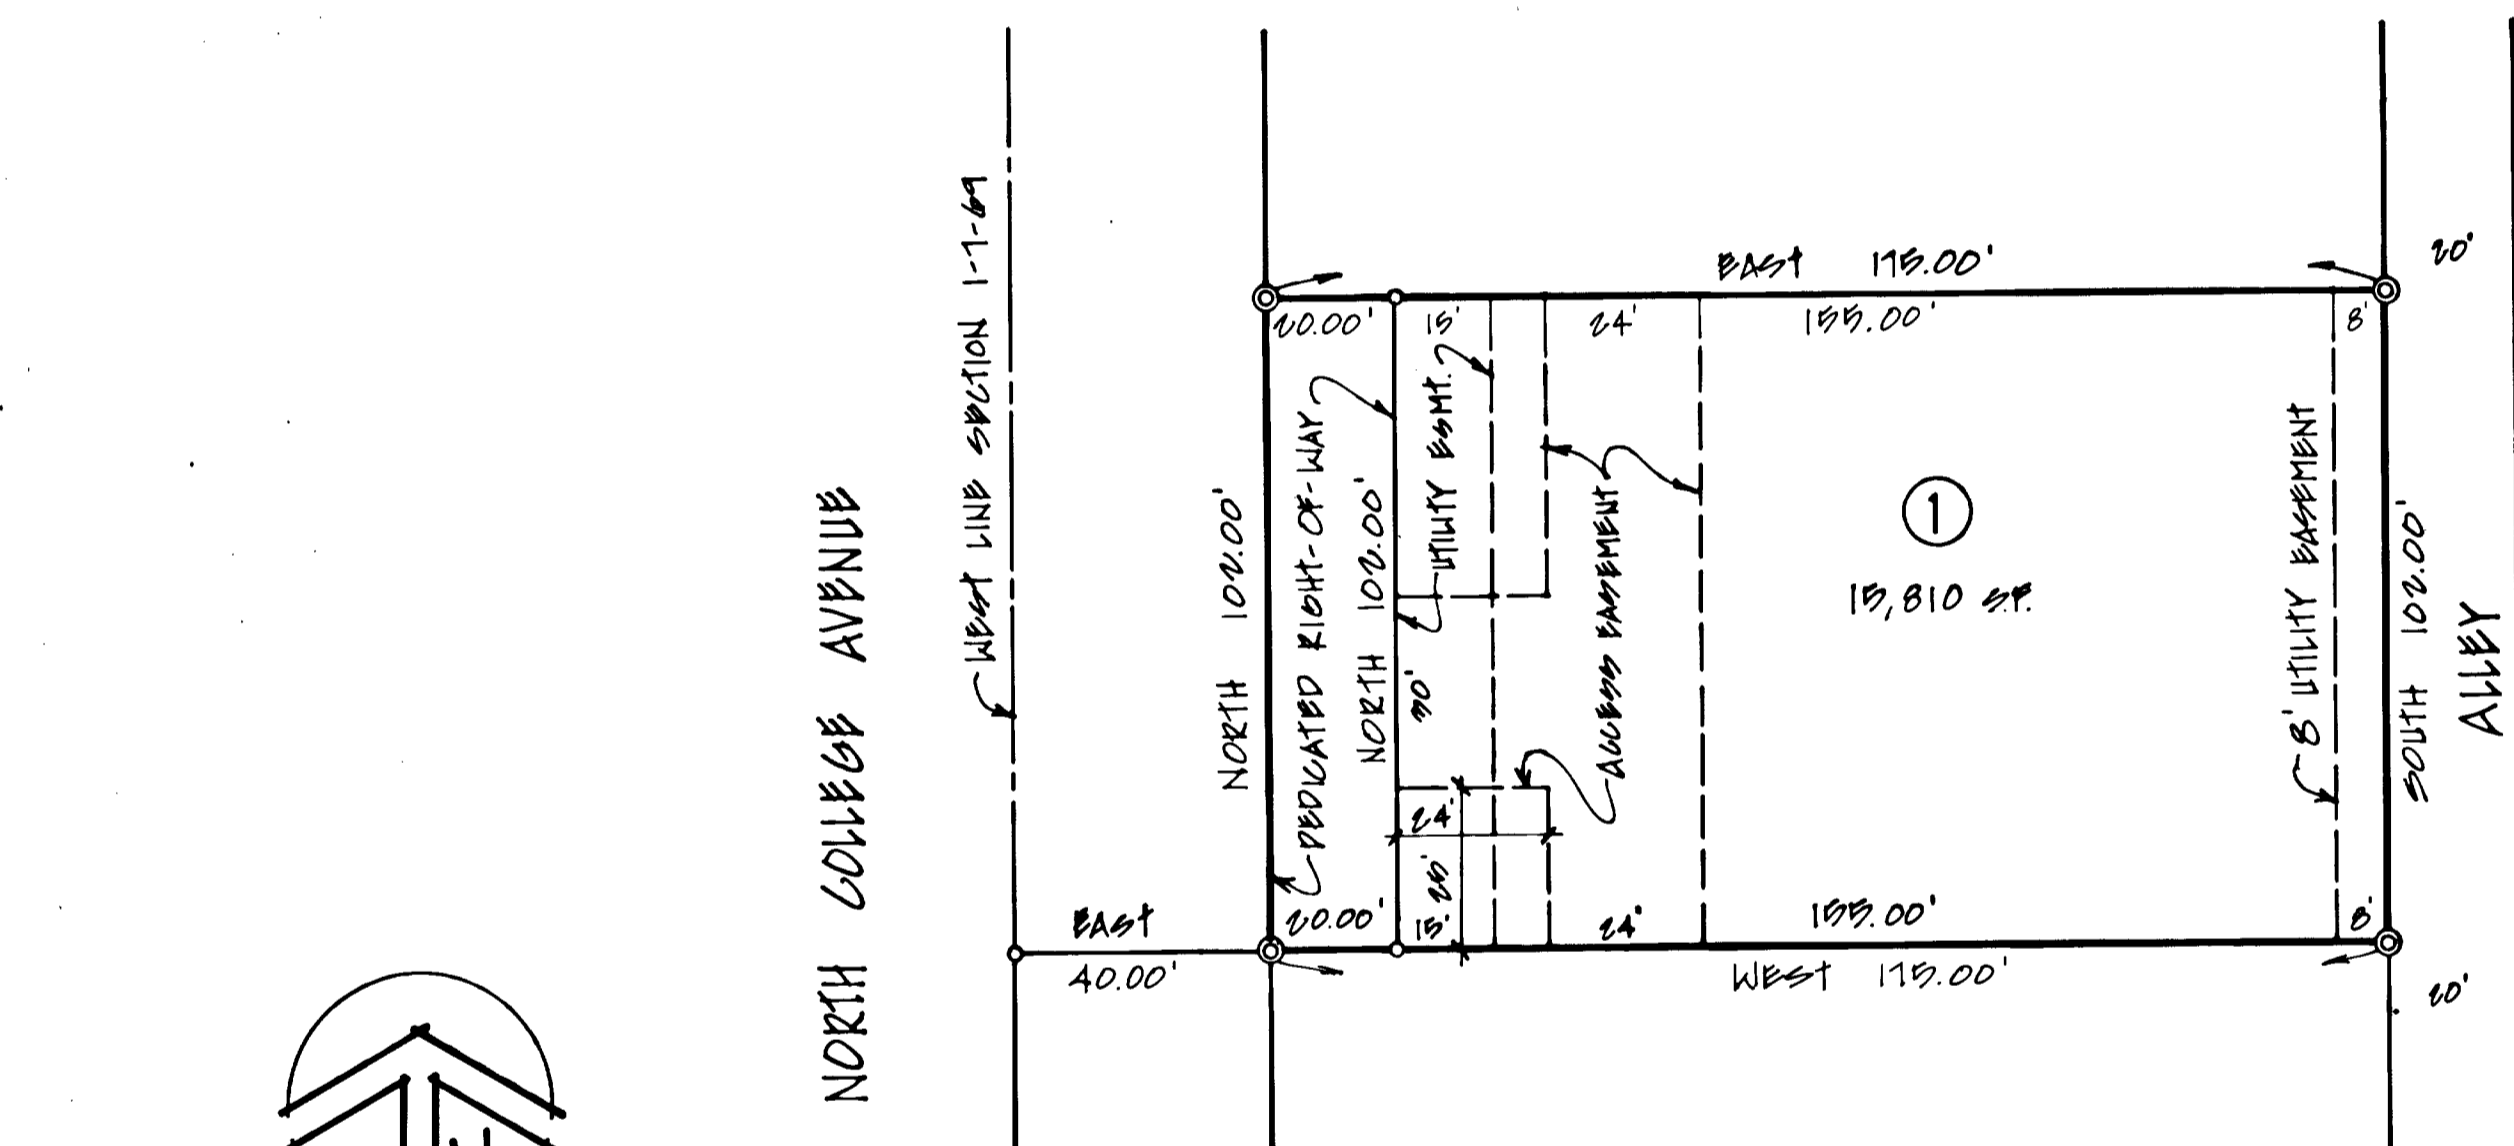 NORTH COLLEGE AVENUE
WEST LINE SECTION 1-7-69
EAST
40.00'
NORTH 102.00'
DEDICATED RIGHT-OF-WAY
NORTH 102.00'
EAST 175.00'
20.00'
15'
24'
155.00'
8'
20'
UTILITY ESMT.
30'
ACCESS EASEMENT
1
15,810 S.F.
8' UTILITY EASEMENT
SOUTH 102.00'
ALLEY
24'
25'
20.00'
15'
24'
155.00'
8'
WEST 175.00'
20'